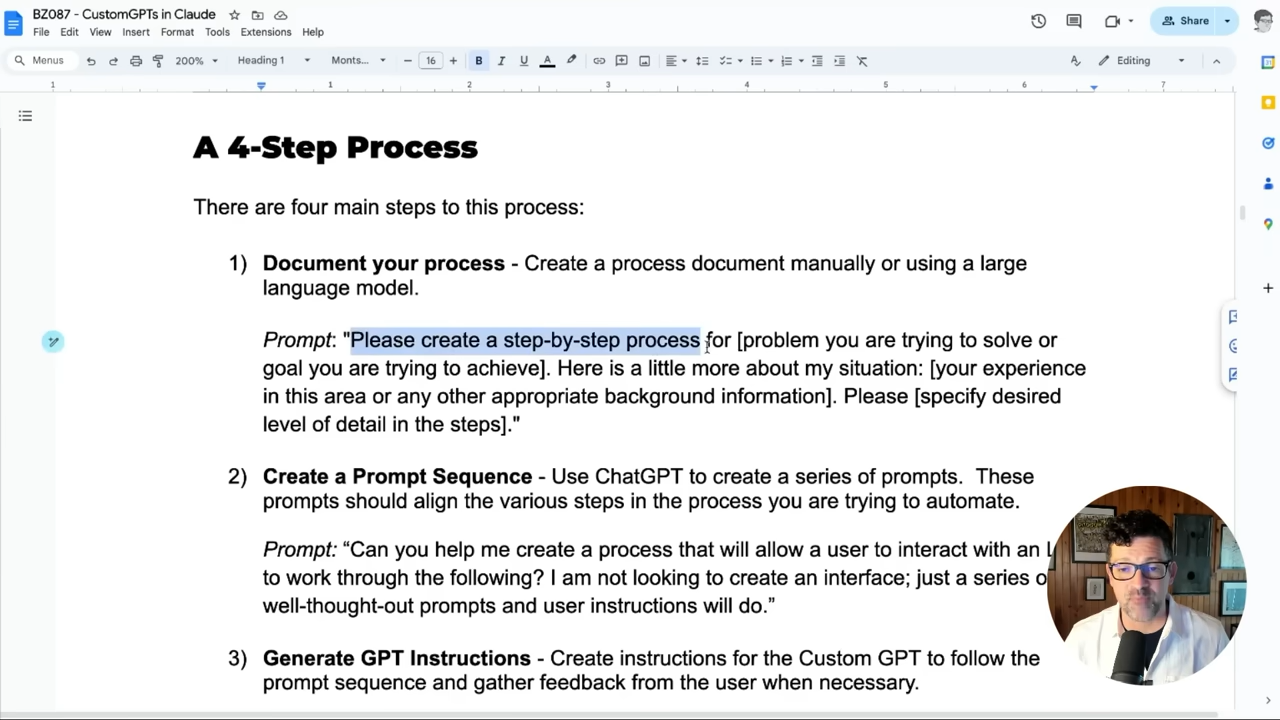 BZ087 - CustomGPTs in Claude
File Edit View Insert Format Tools Extensions Help
Share
Menus 200% Heading 1 Monts... 16 B I U A Editing
1 1 2 3 4 5 6 7
A 4-Step Process
There are four main steps to this process:
1) Document your process - Create a process document manually or using a large
language model.
Prompt: "Please create a step-by-step process for [problem you are trying to solve or
goal you are trying to achieve]. Here is a little more about my situation: [your experience
in this area or any other appropriate background information]. Please [specify desired
level of detail in the steps]."
2) Create a Prompt Sequence - Use ChatGPT to create a series of prompts.  These
prompts should align the various steps in the process you are trying to automate.
Prompt: “Can you help me create a process that will allow a user to interact with an
to work through the following? I am not looking to create an interface; just a series
well-thought-out prompts and user instructions will do.”
3) Generate GPT Instructions - Create instructions for the Custom GPT to follow the
prompt sequence and gather feedback from the user when necessary.